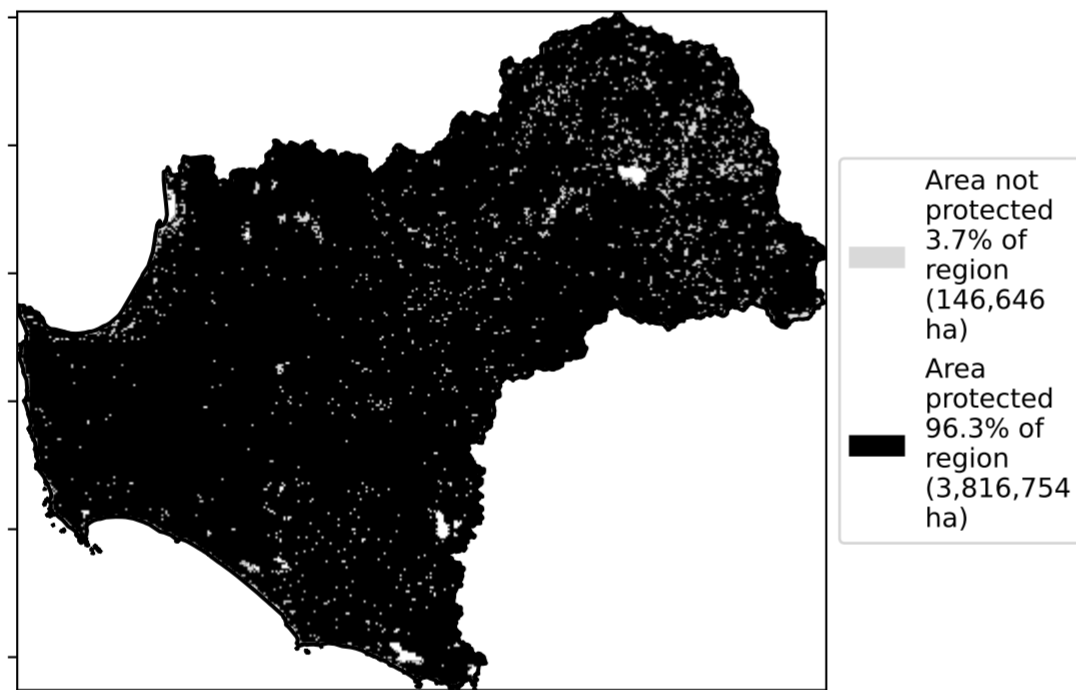 Area not
protected
3.7% of
region
(146,646
ha)
Area
protected
96.3% of
region
(3,816,754
ha)